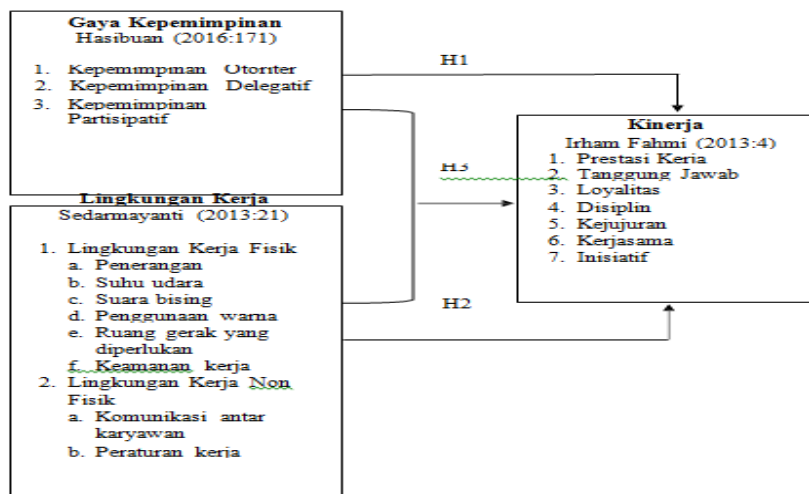 Gaya Kepemimpinan
Hasibuan (2016:171)
1. Kepemimpinan Otoriter
2. Kepemimpinan Delegatif
3. Kepemimpinan
Partisipatif
Lingkungan Kerja
Sedarmayanti (2013:21)
1. Lingkungan Kerja Fisik
a. Penerangan
b. Suhu udara
c. Suara bising
d. Penggunaan warna
e. Ruang gerak yang
diperlukan
f. Keamanan kerja
2. Lingkungan Kerja Non
Fisik
a. Komunikasi antar
karyawan
b. Peraturan kerja
H1
H3
H2
Kinerja
Irham Fahmi (2013:4)
1. Prestasi Kerja
2. Tanggung Jawab
3. Loyalitas
4. Disiplin
5. Kejujuran
6. Kerjasama
7. Inisiatif